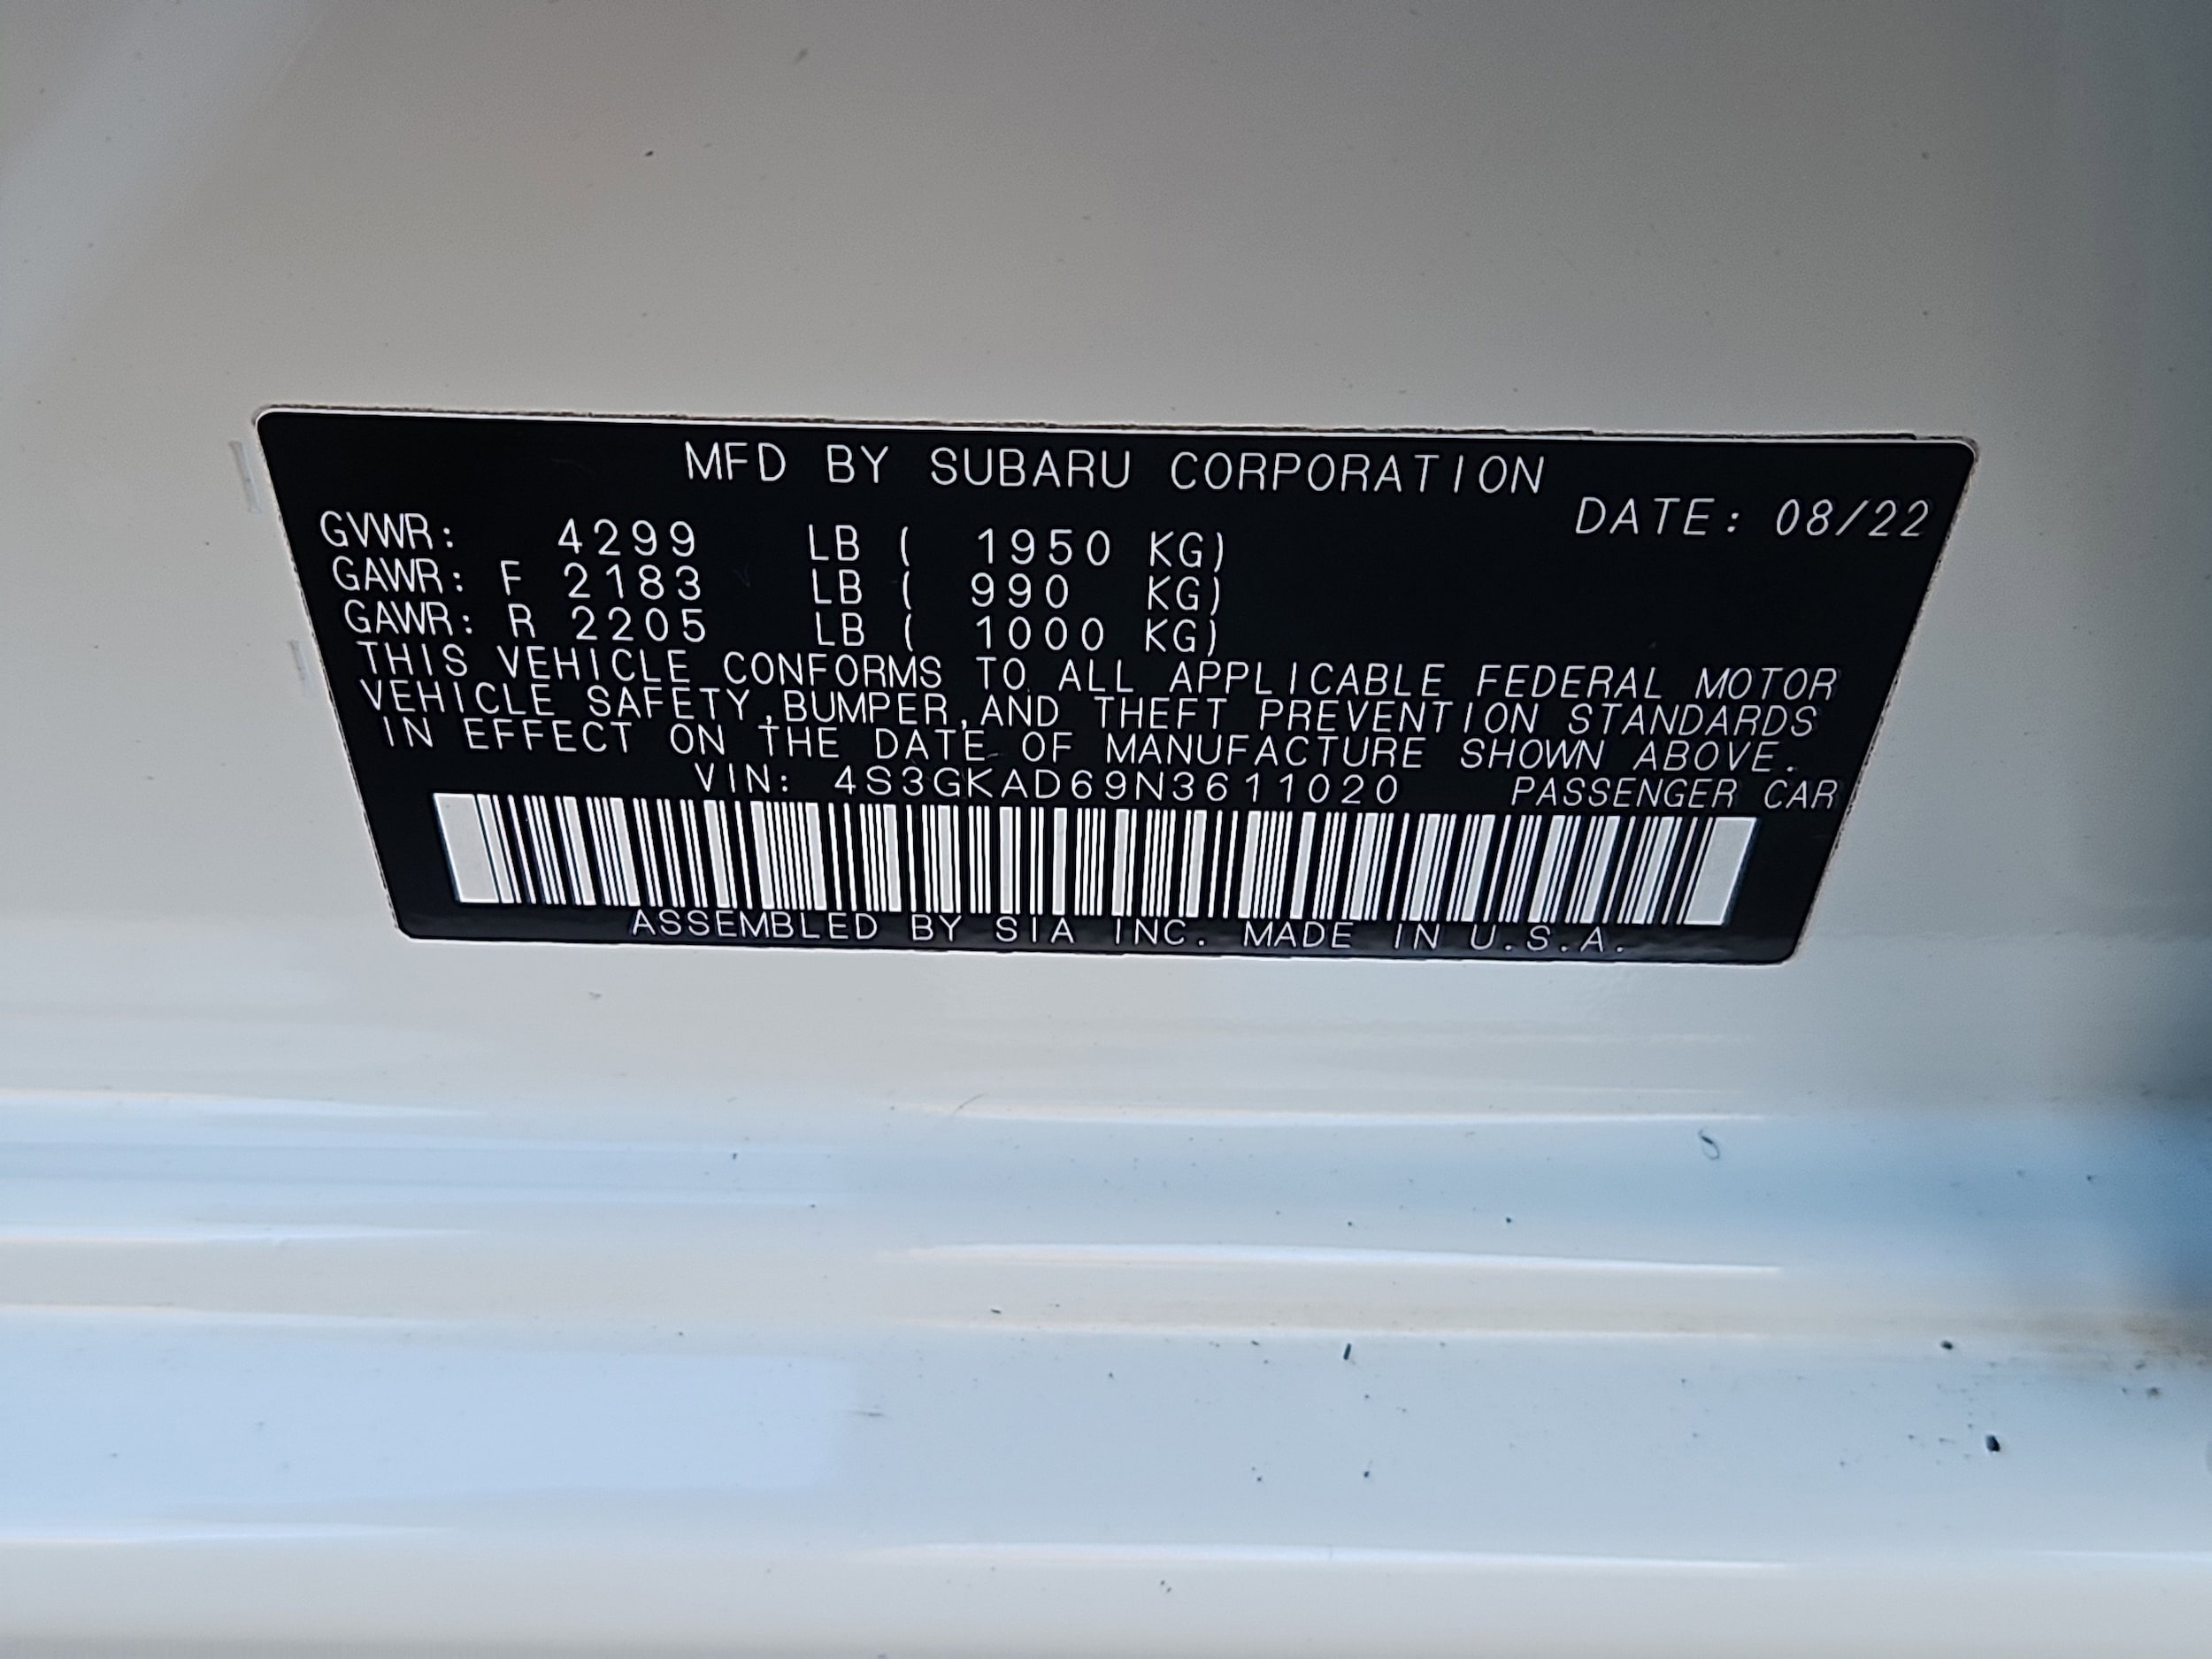 MFD BY SUBARU CORPORATION
DATE: 08/22
GVWR: 4299 LB ( 1950 KG)
GAWR: F 2183 LB ( 990 KG)
GAWR: R 2205 LB ( 1000 KG)
THIS VEHICLE CONFORMS TO ALL APPLICABLE FEDERAL MOTOR
VEHICLE SAFETY,BUMPER,AND THEFT PREVENTION STANDARDS
IN EFFECT ON THE DATE OF MANUFACTURE SHOWN ABOVE.
VIN: 4S3GKAD69N3611020 PASSENGER CAR
ASSEMBLED BY SIA INC. MADE IN U.S.A.